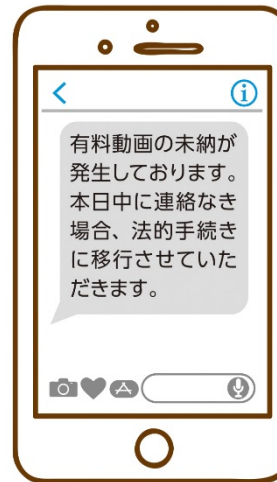 有料動画の未納が
発生しております。
本日中に連絡なき
場合、法的手続き
に移行させていた
だきます。